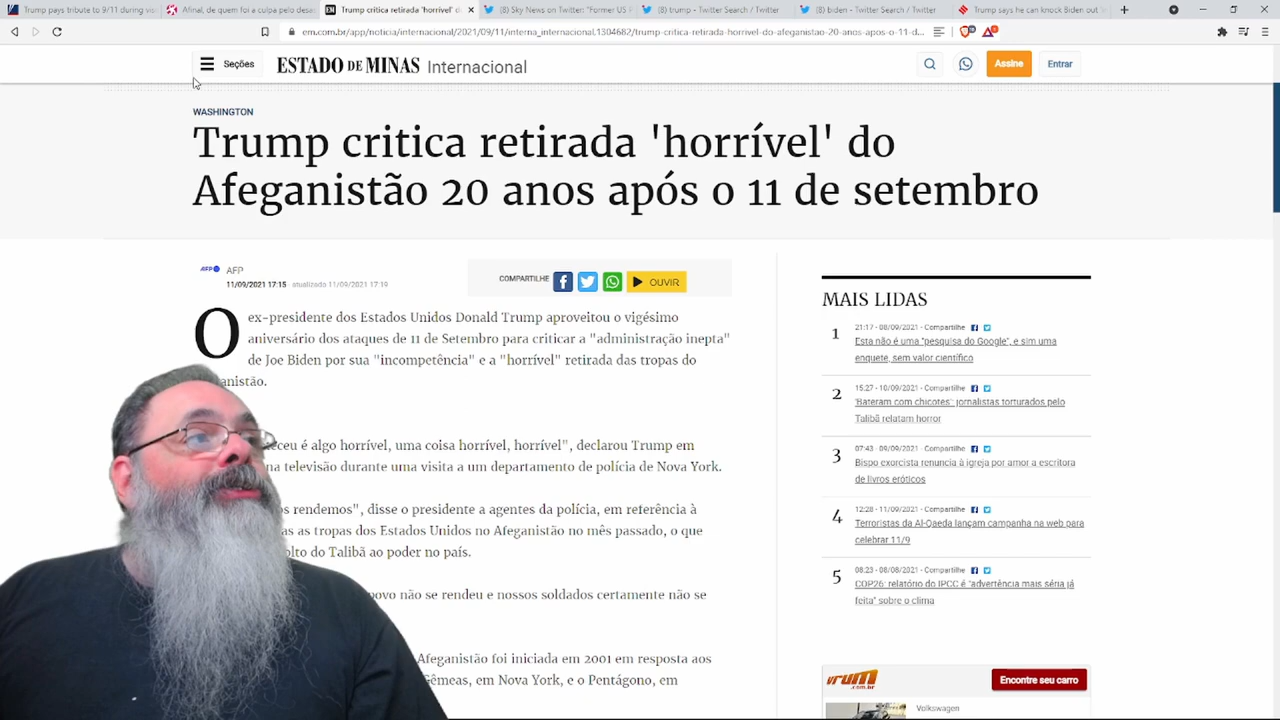 Trump pays tribute to 9/11 during visi
Afinal, de quem foi a culpa pelo desa
Trump critica retirada 'horrível' do
(8) Sky News on Twitter: "Former US P
(8) trump - Twitter Search / Twitter
(8) biden - Twitter Search / Twitter
Trump says he can knock Biden out
em.com.br/app/noticia/internacional/2021/09/11/interna_internacional,1304682/trump-critica-retirada-horrivel-do-afeganistao-20-anos-apos-o-11-d...
Seções
ESTADO DE MINAS Internacional
Assine
Entrar
WASHINGTON
Trump critica retirada 'horrível' do
Afeganistão 20 anos após o 11 de setembro
AFP
AFP
11/09/2021 17:15 - atualizado 11/09/2021 17:19
COMPARTILHE
OUVIR
O ex-presidente dos Estados Unidos Donald Trump aproveitou o vigésimo
aniversário dos ataques de 11 de Setembro para criticar a "administração inepta"
de Joe Biden por sua "incompetência" e a "horrível" retirada das tropas do
anistão.
ceu é algo horrível, uma coisa horrível, horrível", declarou Trump em
na televisão durante uma visita a um departamento de polícia de Nova York.
os rendemos", disse o presidente a agentes da polícia, em referência à
as as tropas dos Estados Unidos no Afeganistão no mês passado, o que
olto do Talibã ao poder no país.
povo não se rendeu e nossos soldados certamente não se
Afeganistão foi iniciada em 2001 em resposta aos
Gêmeas, em Nova York, e o Pentágono, em
MAIS LIDAS
1
21:17 - 08/09/2021 - Compartilhe
Esta não é uma "pesquisa do Google", e sim uma
enquete, sem valor científico
2
15:27 - 10/09/2021 - Compartilhe
'Bateram com chicotes': jornalistas torturados pelo
Talibã relatam horror
3
07:43 - 09/09/2021 - Compartilhe
Bispo exorcista renuncia à igreja por amor a escritora
de livros eróticos
4
12:28 - 11/09/2021 - Compartilhe
Terroristas da Al-Qaeda lançam campanha na web para
celebrar 11/9
5
08:23 - 08/08/2021 - Compartilhe
COP26: relatório do IPCC é "advertência mais séria já
feita" sobre o clima
vrum
.com.br
Encontre seu carro
Volkswagen